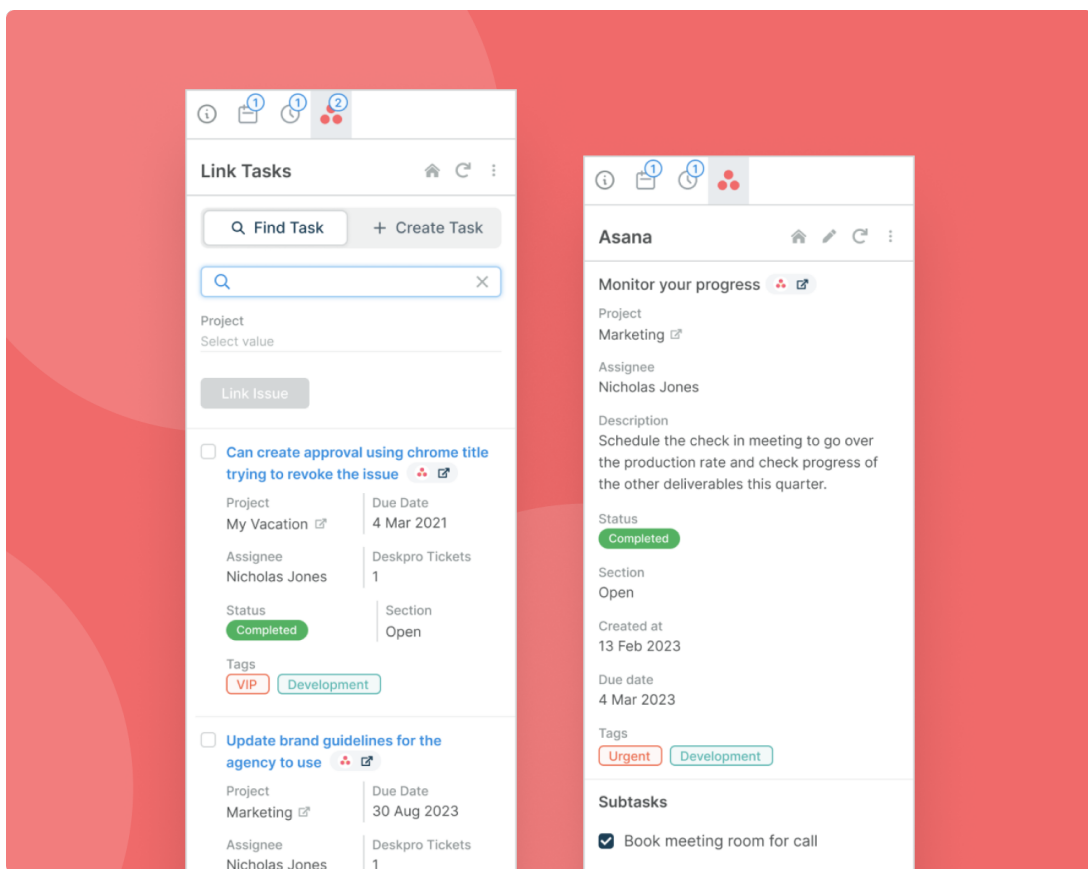 1 1 2
Link Tasks
Find Task + Create Task
Project
Select value
Link Issue
Can create approval using chrome title
trying to revoke the issue
Project Due Date
My Vacation 4 Mar 2021
Assignee Deskpro Tickets
Nicholas Jones 1
Status Section
Completed Open
Tags
VIP Development
Update brand guidelines for the
agency to use
Project Due Date
Marketing 30 Aug 2023
Assignee Deskpro Tickets
Nicholas Jones 1
1 1
Asana
Monitor your progress
Project
Marketing
Assignee
Nicholas Jones
Description
Schedule the check in meeting to go over
the production rate and check progress of
the other deliverables this quarter.
Status
Completed
Section
Open
Created at
13 Feb 2023
Due date
4 Mar 2023
Tags
Urgent Development
Subtasks
Book meeting room for call